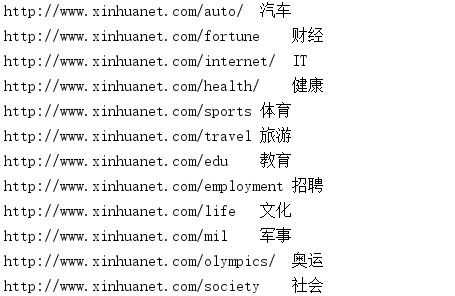 http://www.xinhuanet.com/auto/ 汽车
http://www.xinhuanet.com/fortune 财经
http://www.xinhuanet.com/internet/ IT
http://www.xinhuanet.com/health/ 健康
http://www.xinhuanet.com/sports 体育
http://www.xinhuanet.com/travel 旅游
http://www.xinhuanet.com/edu 教育
http://www.xinhuanet.com/employment 招聘
http://www.xinhuanet.com/life 文化
http://www.xinhuanet.com/mil 军事
http://www.xinhuanet.com/olympics/ 奥运
http://www.xinhuanet.com/society 社会